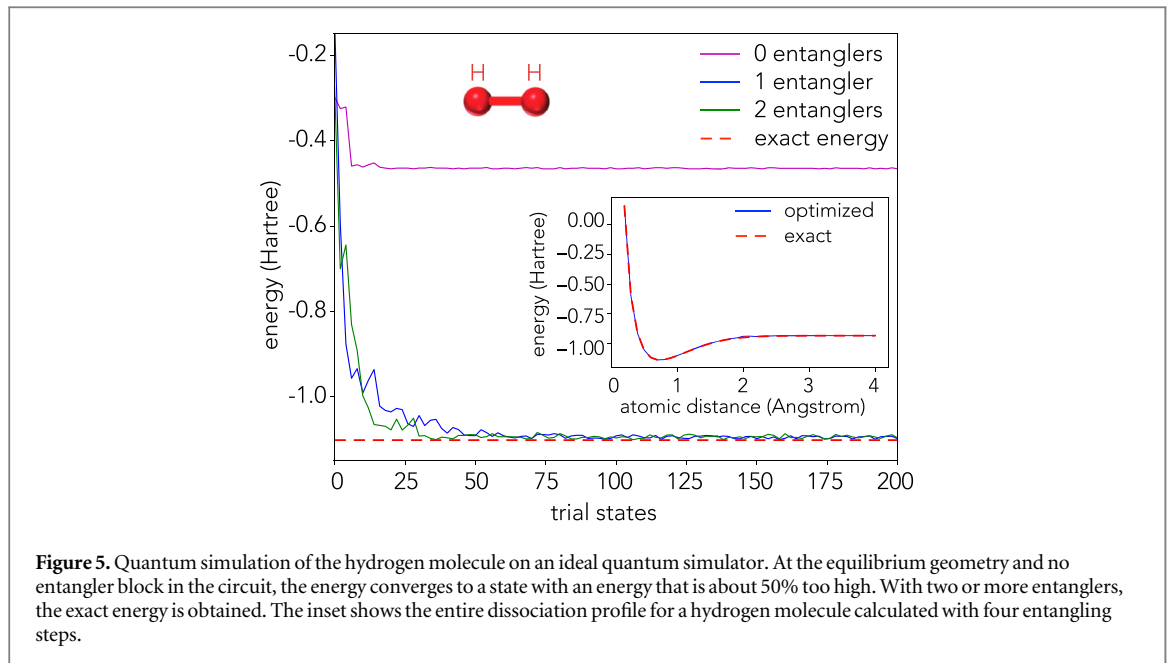 -0.2
-0.4
-0.6
-0.8
-1.0
energy (Hartree)
H H
0 entanglers
1 entangler
2 entanglers
exact energy
0.00
−0.25
−0.50
−0.75
−1.00
energy (Hartree)
optimized
exact
0 1 2 3 4
atomic distance (Angstrom)
0 25 50 75 100 125 150 175 200
trial states
Figure 5. Quantum simulation of the hydrogen molecule on an ideal quantum simulator. At the equilibrium geometry and no
entangler block in the circuit, the energy converges to a state with an energy that is about 50% too high. With two or more entanglers,
the exact energy is obtained. The inset shows the entire dissociation profile for a hydrogen molecule calculated with four entangling
steps.